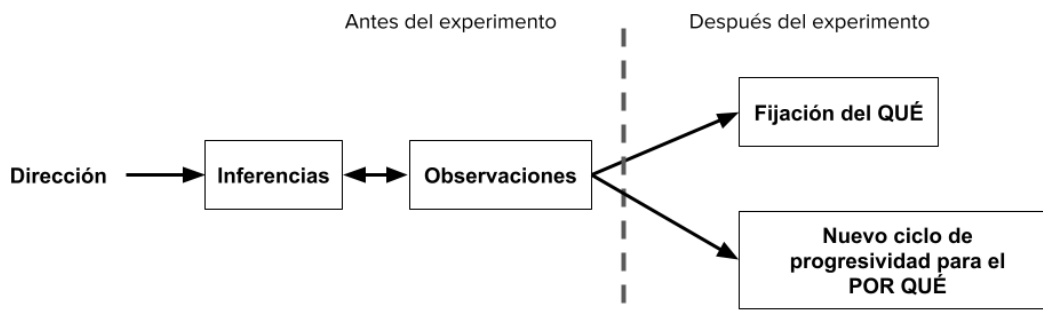 Antes del experimento
Después del experimento
Fijación del QUÉ
Dirección
Inferencias
Observaciones
Nuevo ciclo de
progresividad para el
POR QUÉ